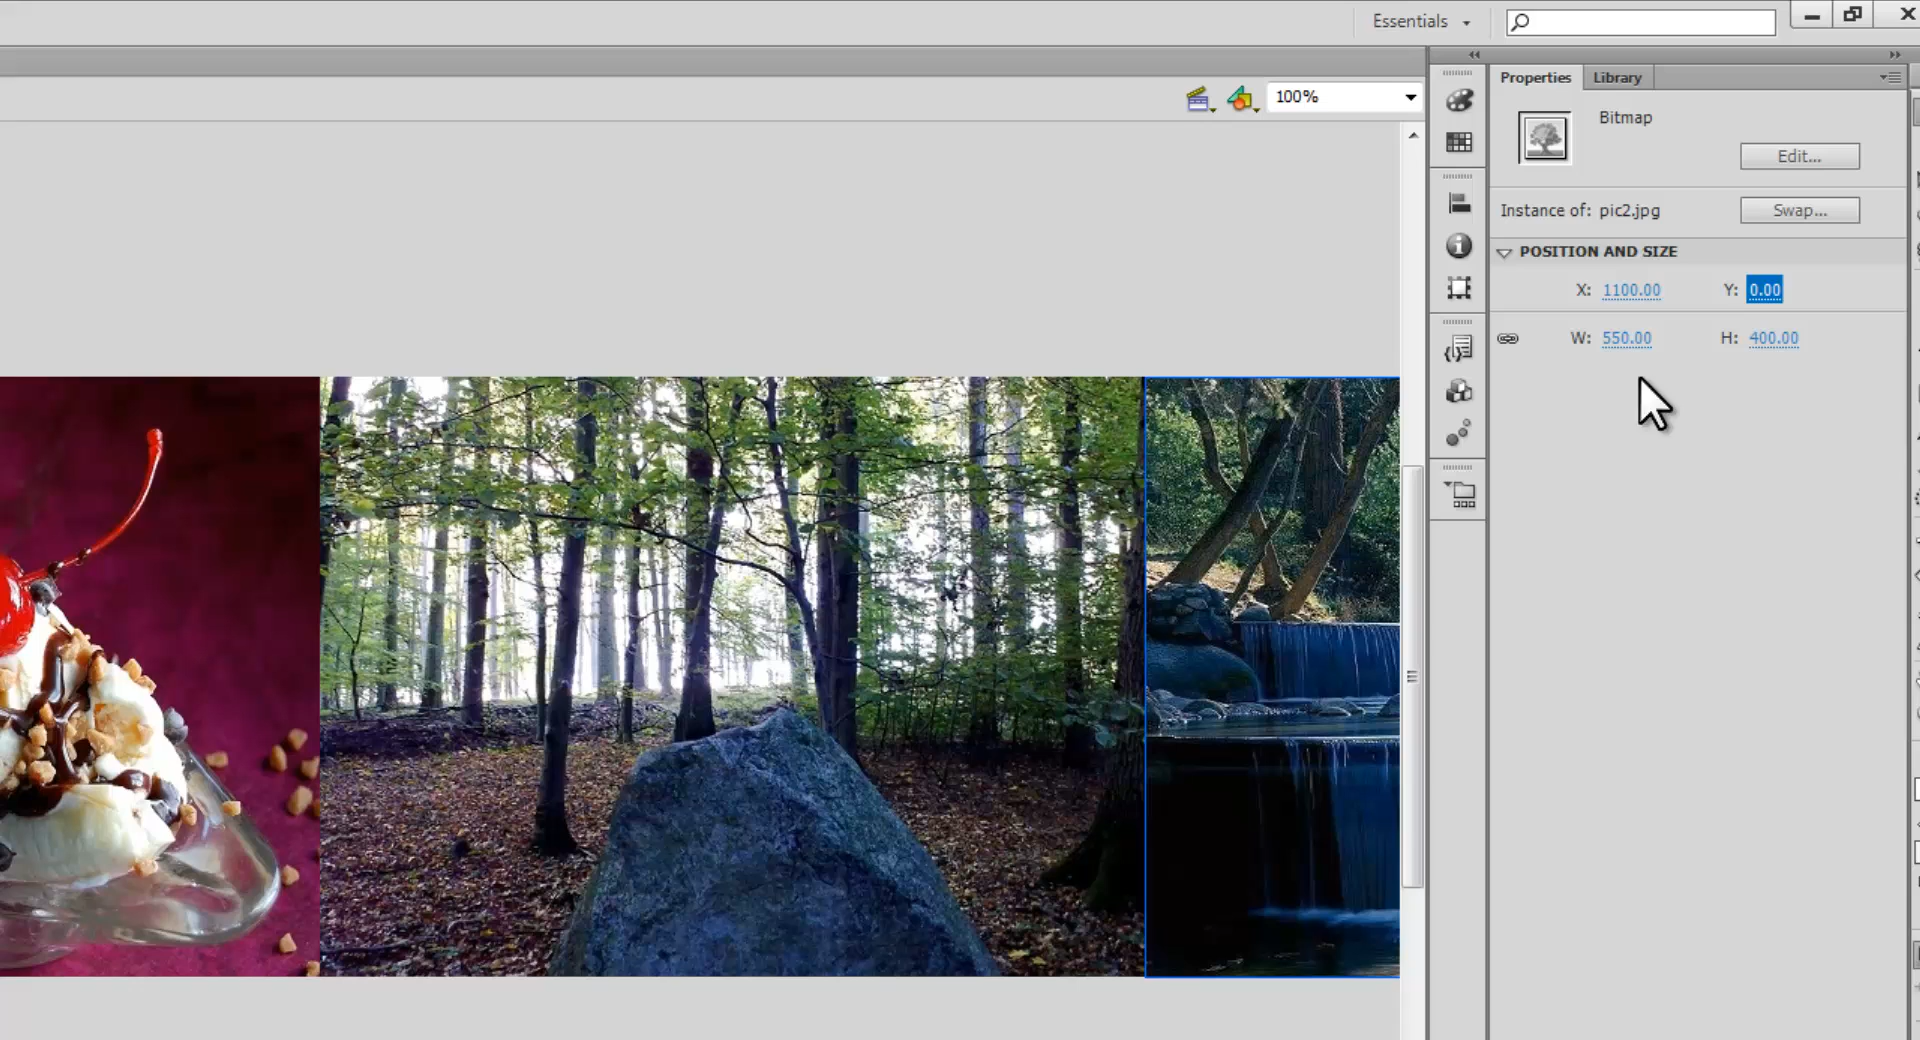 Essentials
100%
Properties Library
Bitmap
Edit...
Instance of: pic2.jpg Swap...
POSITION AND SIZE
X: 1100.00 Y: 0.00
W: 550.00 H: 400.00